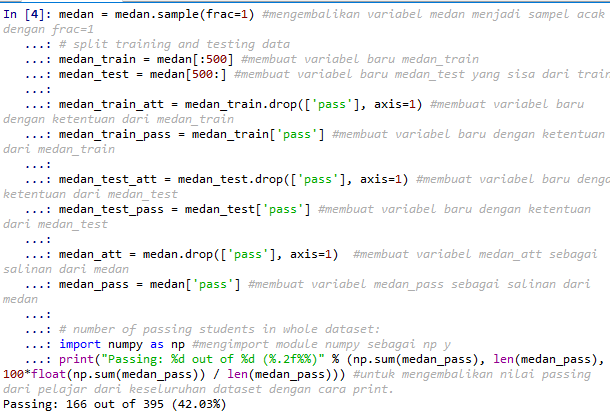 In [4]: medan = medan.sample(frac=1) #mengembalikan variabel medan menjadi sampel acak
dengan frac=1
...: # split training and testing data
...: medan_train = medan[:500] #membuat variabel baru medan_train
...: medan_test = medan[500:] #membuat variabel baru medan_test yang sisa dari train
...:
...: medan_train_att = medan_train.drop(['pass'], axis=1) #membuat variabel baru
dengan ketentuan dari medan_train
...: medan_train_pass = medan_train['pass'] #membuat variabel baru dengan ketentuan
dari medan_train
...:
...: medan_test_att = medan_test.drop(['pass'], axis=1) #membuat variabel baru denga
ketentuan dari medan_test
...: medan_test_pass = medan_test['pass'] #membuat variabel baru dengan ketentuan
dari medan_test
...:
...: medan_att = medan.drop(['pass'], axis=1)  #membuat variabel medan_att sebagai
salinan dari medan
...: medan_pass = medan['pass'] #membuat variabel medan_pass sebagai salinan dari
medan
...:
...: # number of passing students in whole dataset:
...: import numpy as np #mengimport module numpy sebagai np y
...: print("Passing: %d out of %d (%.2f%%)" % (np.sum(medan_pass), len(medan_pass),
100*float(np.sum(medan_pass)) / len(medan_pass))) #untuk mengembalikan nilai passing
dari pelajar dari keseluruhan dataset dengan cara print.
Passing: 166 out of 395 (42.03%)